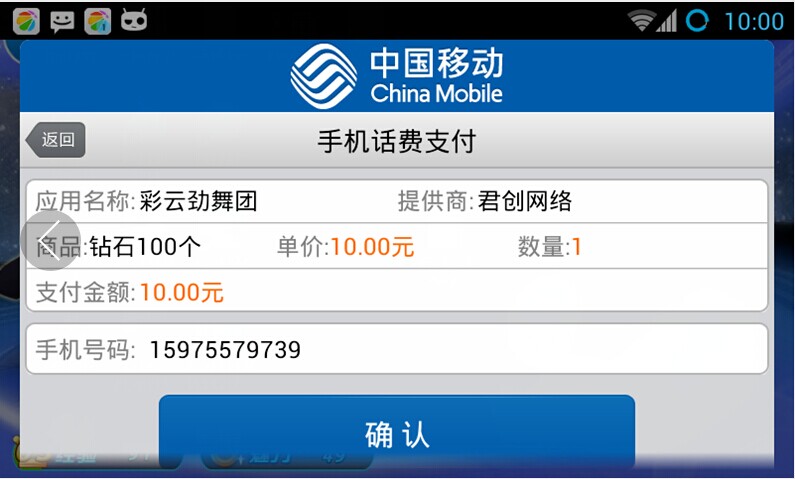 10:00
中国移动
China Mobile
返回
手机话费支付
应用名称:彩云劲舞团 提供商:君创网络
商品:钻石100个 单价:10.00元 数量:1
支付金额:10.00元
手机号码: 15975579739
确 认